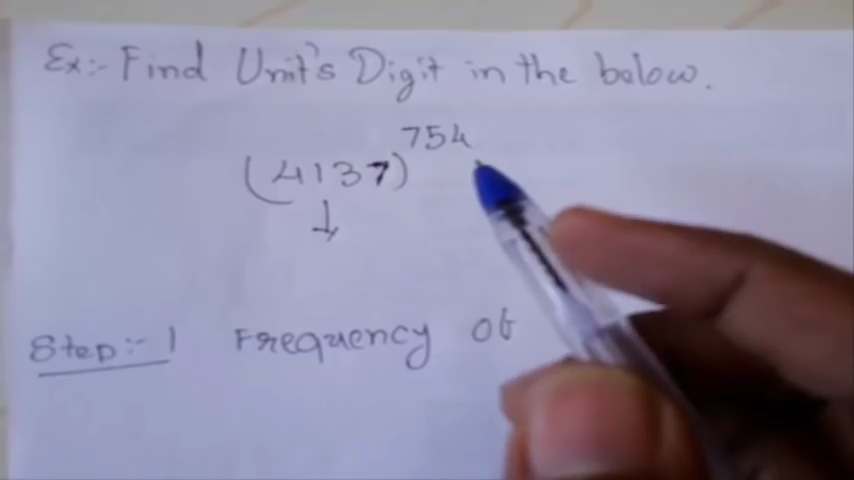 Ex:- Find Unit's Digit in the below.
(4137)^754
Step:- 1 Frequency of